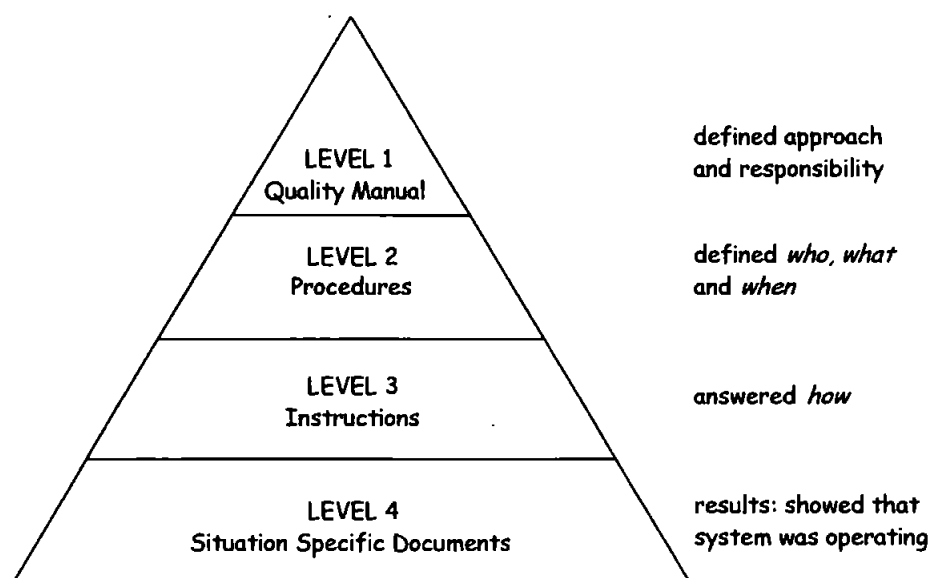 LEVEL 1
Quality Manual
defined approach
and responsibility
LEVEL 2
Procedures
defined who, what
and when
LEVEL 3
Instructions
answered how
LEVEL 4
Situation Specific Documents
results: showed that
system was operating